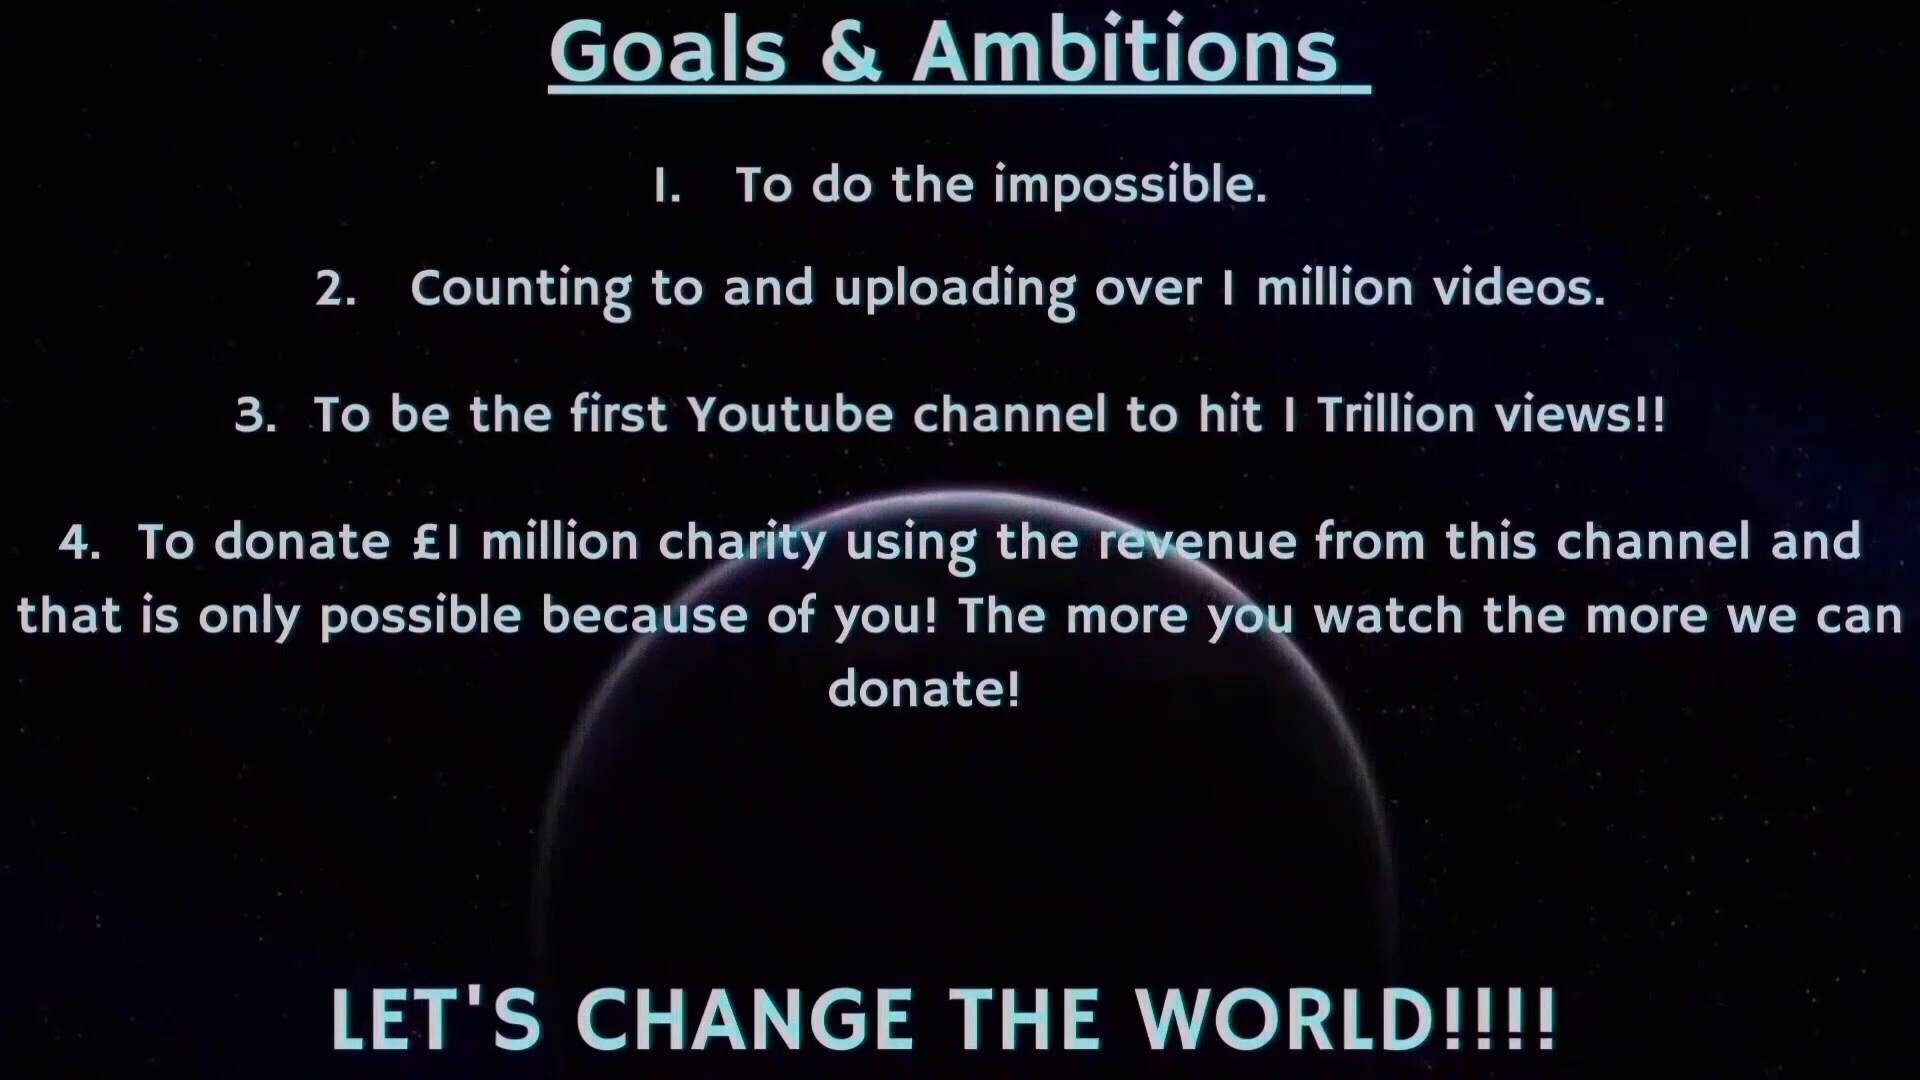 Goals & Ambitions
1. To do the impossible.
2. Counting to and uploading over 1 million videos.
3. To be the first Youtube channel to hit 1 Trillion views!!
4. To donate £1 million charity using the revenue from this channel and
that is only possible because of you! The more you watch the more we can
donate!
LET'S CHANGE THE WORLD!!!!